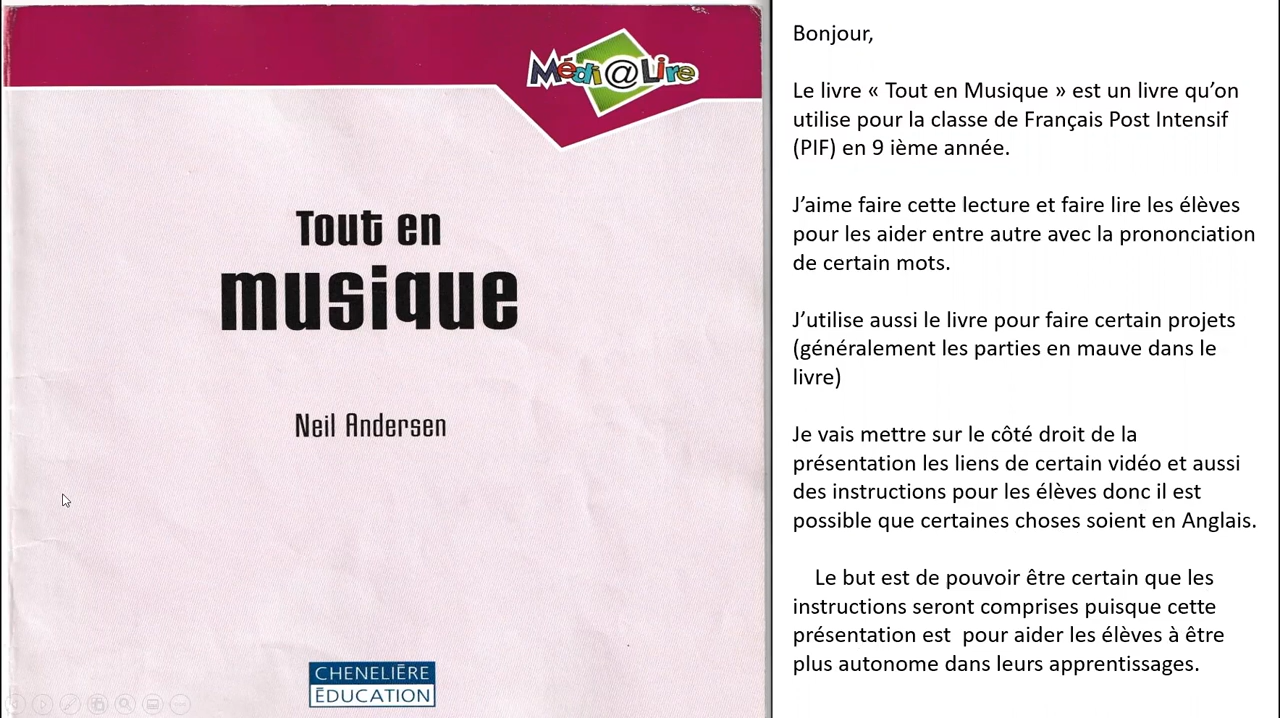 Médi@Lire
Tout en
musique
Neil Andersen
CHENELIÈRE
ÉDUCATION
Bonjour,
Le livre « Tout en Musique » est un livre qu’on
utilise pour la classe de Français Post Intensif
(PIF) en 9 ième année.
J’aime faire cette lecture et faire lire les élèves
pour les aider entre autre avec la prononciation
de certain mots.
J’utilise aussi le livre pour faire certain projets
(généralement les parties en mauve dans le
livre)
Je vais mettre sur le côté droit de la
présentation les liens de certain vidéo et aussi
des instructions pour les élèves donc il est
possible que certaines choses soient en Anglais.
Le but est de pouvoir être certain que les
instructions seront comprises puisque cette
présentation est  pour aider les élèves à être
plus autonome dans leurs apprentissages.